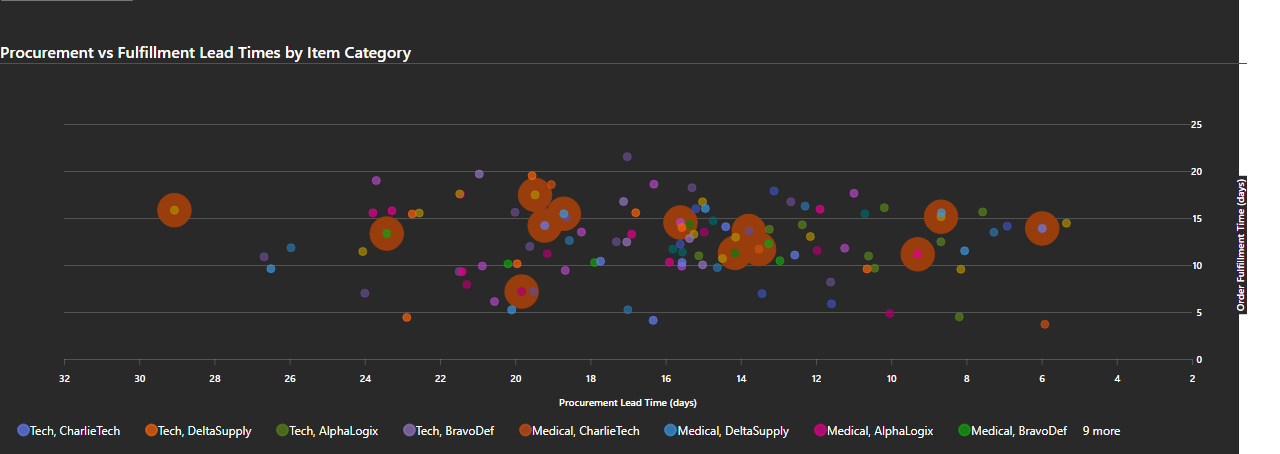 Procurement vs Fulfillment Lead Times by Item Category
25
20
15
10
5
0
Order Fulfillment Time (days)
32 30 28 26 24 22 20 18 16 14 12 10 8 6 4 2
Procurement Lead Time (days)
Tech, CharlieTech Tech, DeltaSupply Tech, AlphaLogix Tech, BravoDef Medical, CharlieTech Medical, DeltaSupply Medical, AlphaLogix Medical, BravoDef 9 more